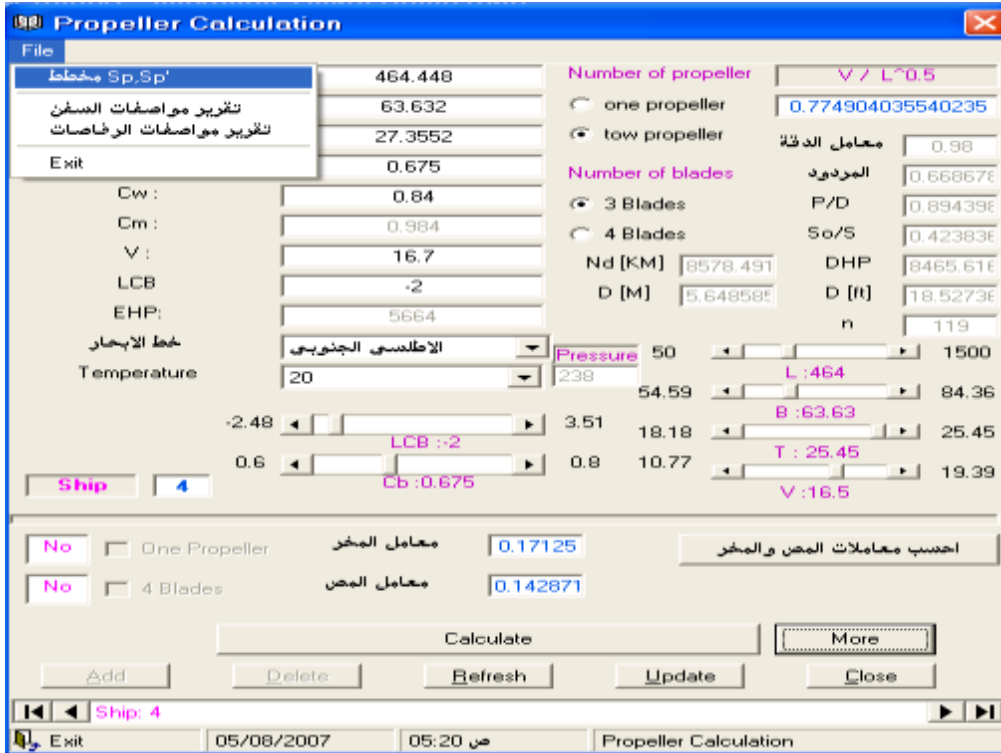 Propeller Calculation
File
مخطط Sp,Sp'
تقرير مواصفات السفن
تقرير مواصفات الرفاصات
Exit
464.448
63.632
27.3552
0.675
Cw : 0.84
Cm : 0.984
V : 16.7
LCB -2
EHP: 5664
خط الابحار الاطلسي الجنوبي
Temperature 20
Number of propeller
one propeller
tow propeller
Number of blades
3 Blades
4 Blades
V / L^0.5
0.774904035540235
معامل الدقة 0.98
المردود 0.668678
P/D 0.894398
So/S 0.423836
Nd [KM] 8578.491 DHP 8465.616
D [M] 5.648585 D [ft] 18.52736
n 119
Pressure 238
50 1500
L :464
54.59 84.36
B :63.63
18.18 25.45
T : 25.45
10.77 19.39
V :16.5
-2.48 3.51
LCB :-2
0.6 0.8
Cb :0.675
Ship 4
No One Propeller معامل المخر 0.17125 احسب معاملات المص والمخر
No 4 Blades معامل المص 0.142871
Calculate More
Add Delete Refresh Update Close
Ship: 4
Exit 05/08/2007 05:20 ص Propeller Calculation